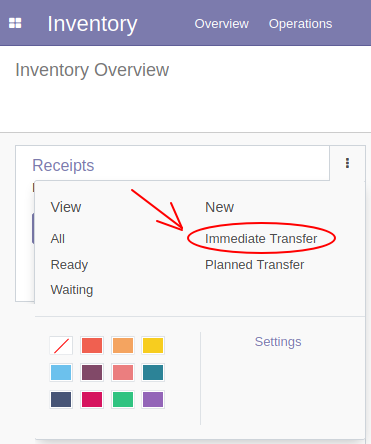 Inventory Overview Operations
Inventory Overview
Receipts
View New
All Immediate Transfer
Ready Planned Transfer
Waiting
Settings